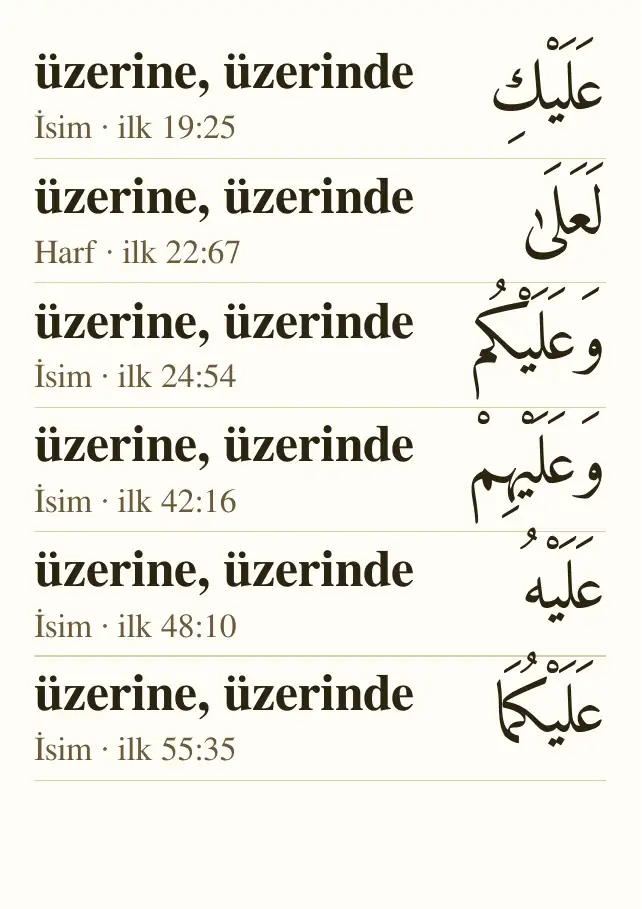 üzerine, üzerinde عَلَيْكِ
İsim · ilk 19:25
üzerine, üzerinde لَعَلَىٰ
Harf · ilk 22:67
üzerine, üzerinde وَعَلَيْكُم
İsim · ilk 24:54
üzerine, üzerinde وَعَلَيْهِمْ
İsim · ilk 42:16
üzerine, üzerinde عَلَيْهُ
İsim · ilk 48:10
üzerine, üzerinde عَلَيْكُمَا
İsim · ilk 55:35